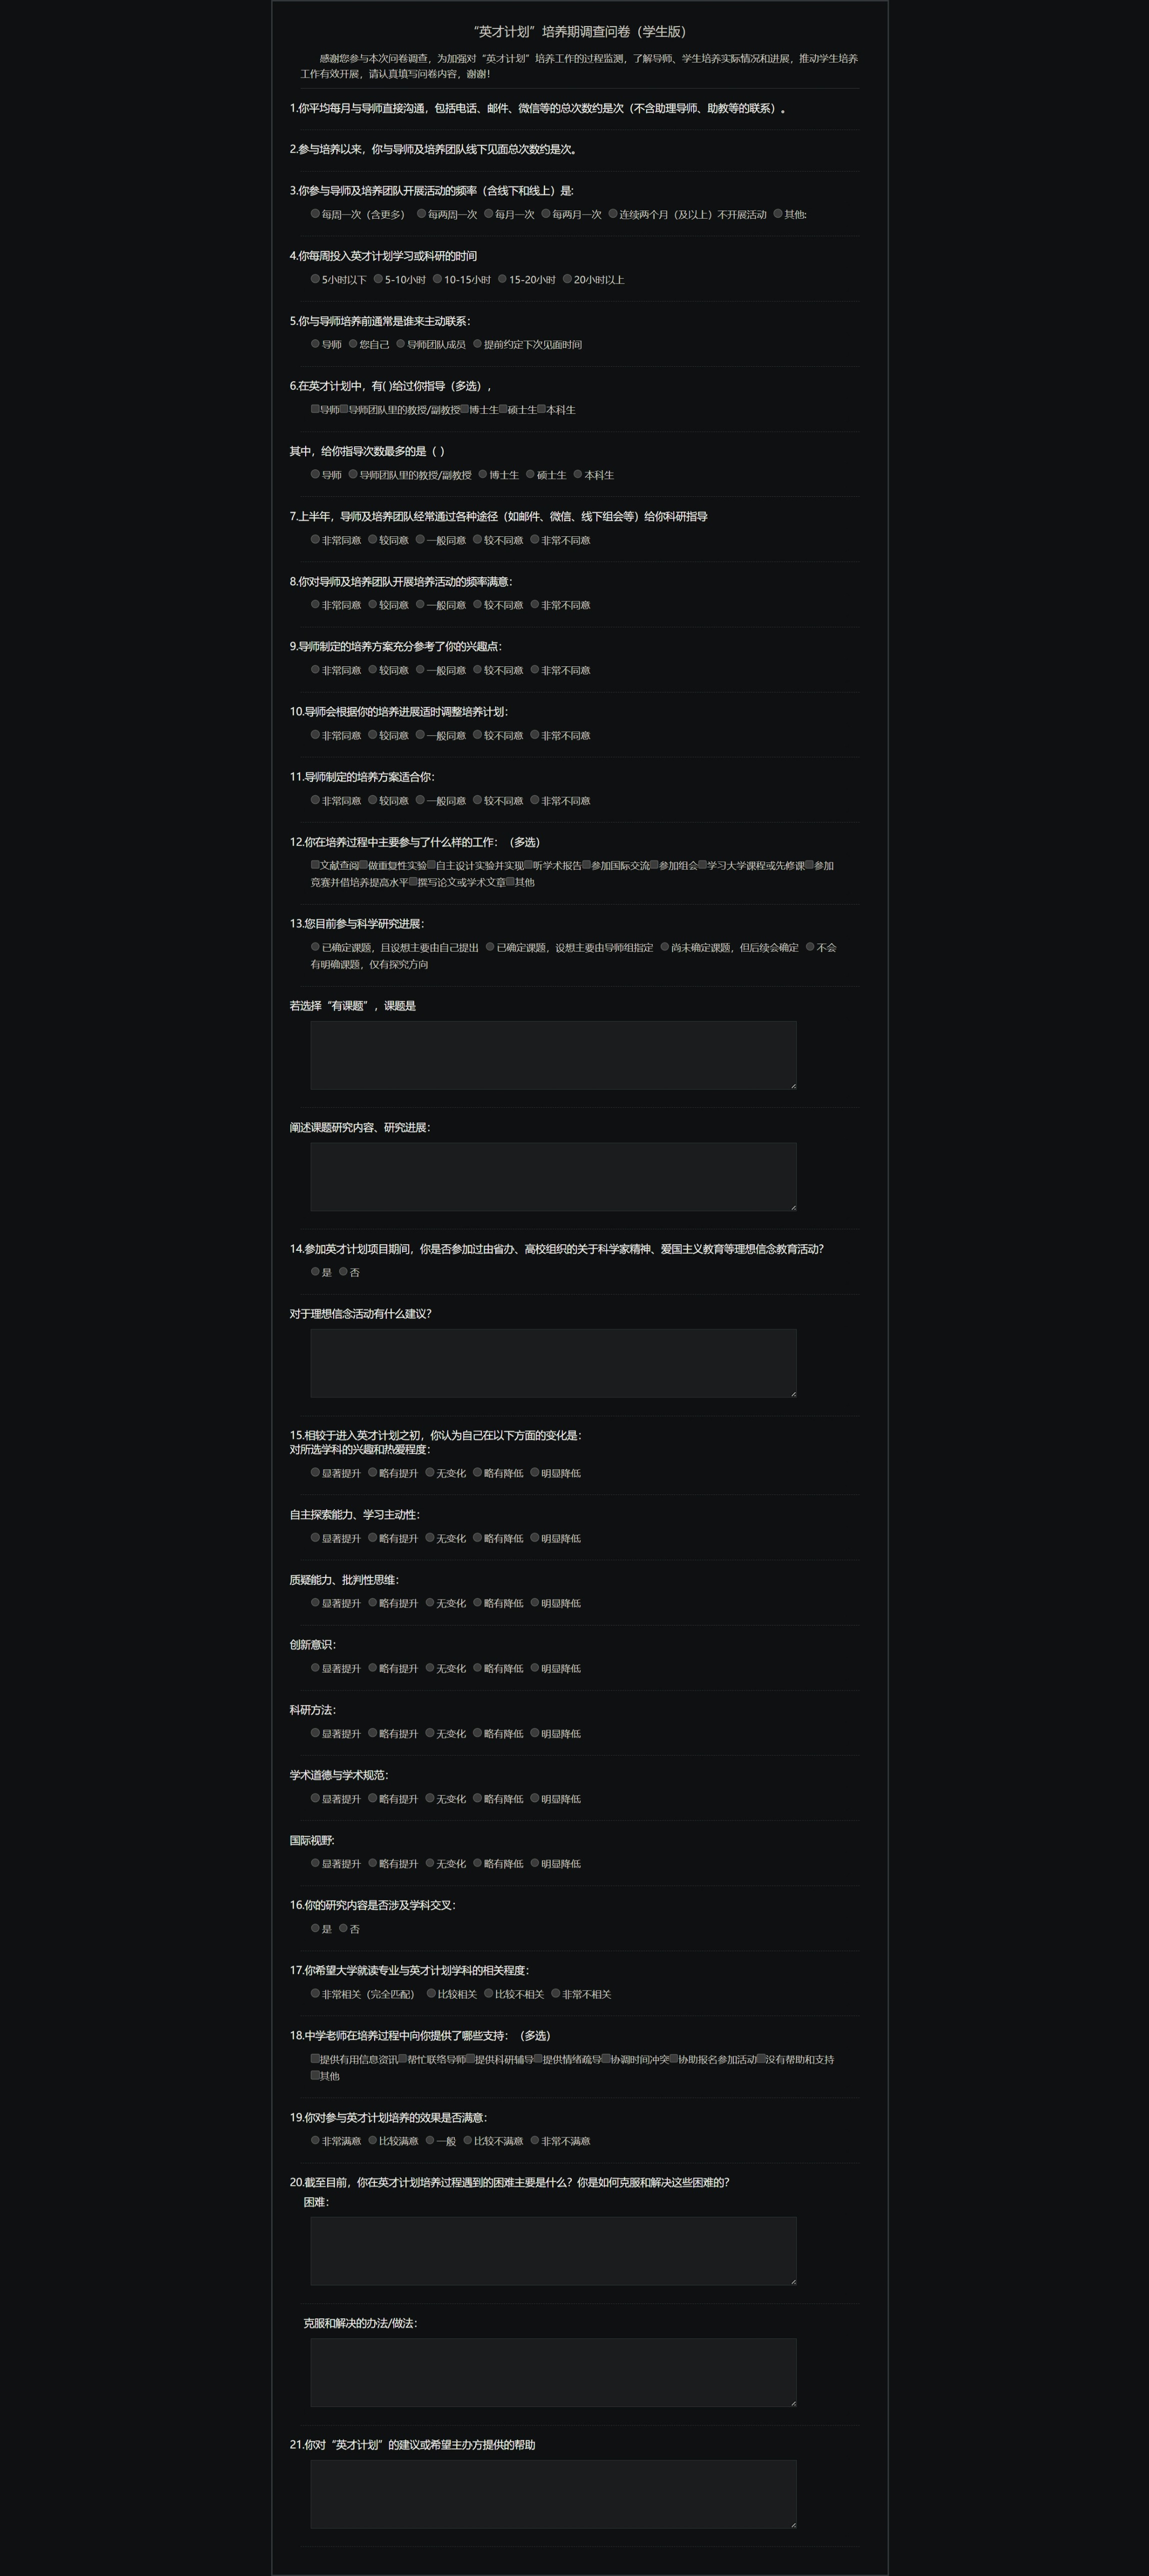 “英才计划”培养期调查问卷（学生版）
感谢您参与本次问卷调查，为加强对“英才计划”培养工作的过程监测，了解导师、学生培养实际情况和进展，推动学生培养
工作有效开展，请认真填写问卷内容，谢谢！
1.你平均每月与导师直接沟通，包括电话、邮件、微信等的总次数约是次（不含助理导师、助教等的联系）。
2.参与培养以来，你与导师及培养团队线下见面总次数约是次。
3.你参与导师及培养团队开展活动的频率（含线下和线上）是:
每周一次（含更多） 每两周一次 每月一次 每两月一次 连续两个月（及以上）不开展活动 其他:
4.你每周投入英才计划学习或科研的时间
5小时以下 5-10小时 10-15小时 15-20小时 20小时以上
5.你与导师培养前通常是谁来主动联系：
导师 您自己 导师团队成员 提前约定下次见面时间
6.在英才计划中，有( )给过你指导（多选），
导师 导师团队里的教授/副教授 博士生 硕士生 本科生
其中，给你指导次数最多的是（ ）
导师 导师团队里的教授/副教授 博士生 硕士生 本科生
7.上半年，导师及培养团队经常通过各种途径（如邮件、微信、线下组会等）给你科研指导
非常同意 较同意 一般同意 较不同意 非常不同意
8.你对导师及培养团队开展培养活动的频率满意：
非常同意 较同意 一般同意 较不同意 非常不同意
9.导师制定的培养方案充分参考了你的兴趣点：
非常同意 较同意 一般同意 较不同意 非常不同意
10.导师会根据你的培养进展适时调整培养计划：
非常同意 较同意 一般同意 较不同意 非常不同意
11.导师制定的培养方案适合你：
非常同意 较同意 一般同意 较不同意 非常不同意
12.你在培养过程中主要参与了什么样的工作：（多选）
文献查阅 做重复性实验 自主设计实验并实现 听学术报告 参加国际交流 参加组会 学习大学课程或先修课 参加
竞赛并借培养提高水平 撰写论文或学术文章 其他
13.您目前参与科学研究进展：
已确定课题，且设想主要由自己提出 已确定课题，设想主要由导师组指定 尚未确定课题，但后续会确定 不会
有明确课题，仅有探究方向
若选择“有课题”，课题是
阐述课题研究内容、研究进展：
14.参加英才计划项目期间，你是否参加过由省办、高校组织的关于科学家精神、爱国主义教育等理想信念教育活动？
是 否
对于理想信念活动有什么建议？
15.相较于进入英才计划之初，你认为自己在以下方面的变化是：
对所选学科的兴趣和热爱程度：
显著提升 略有提升 无变化 略有降低 明显降低
自主探索能力、学习主动性：
显著提升 略有提升 无变化 略有降低 明显降低
质疑能力、批判性思维：
显著提升 略有提升 无变化 略有降低 明显降低
创新意识：
显著提升 略有提升 无变化 略有降低 明显降低
科研方法：
显著提升 略有提升 无变化 略有降低 明显降低
学术道德与学术规范：
显著提升 略有提升 无变化 略有降低 明显降低
国际视野:
显著提升 略有提升 无变化 略有降低 明显降低
16.你的研究内容是否涉及学科交叉：
是 否
17.你希望大学就读专业与英才计划学科的相关程度：
非常相关（完全匹配） 比较相关 比较不相关 非常不相关
18.中学老师在培养过程中向你提供了哪些支持：（多选）
提供有用信息资讯 帮忙联络导师 提供科研辅导 提供情绪疏导 协调时间冲突 协助报名参加活动 没有帮助和支持
其他
19.你对参与英才计划培养的效果是否满意：
非常满意 比较满意 一般 比较不满意 非常不满意
20.截至目前，你在英才计划培养过程遇到的困难主要是什么？你是如何克服和解决这些困难的？
困难：
克服和解决的办法/做法：
21.你对“英才计划”的建议或希望主办方提供的帮助